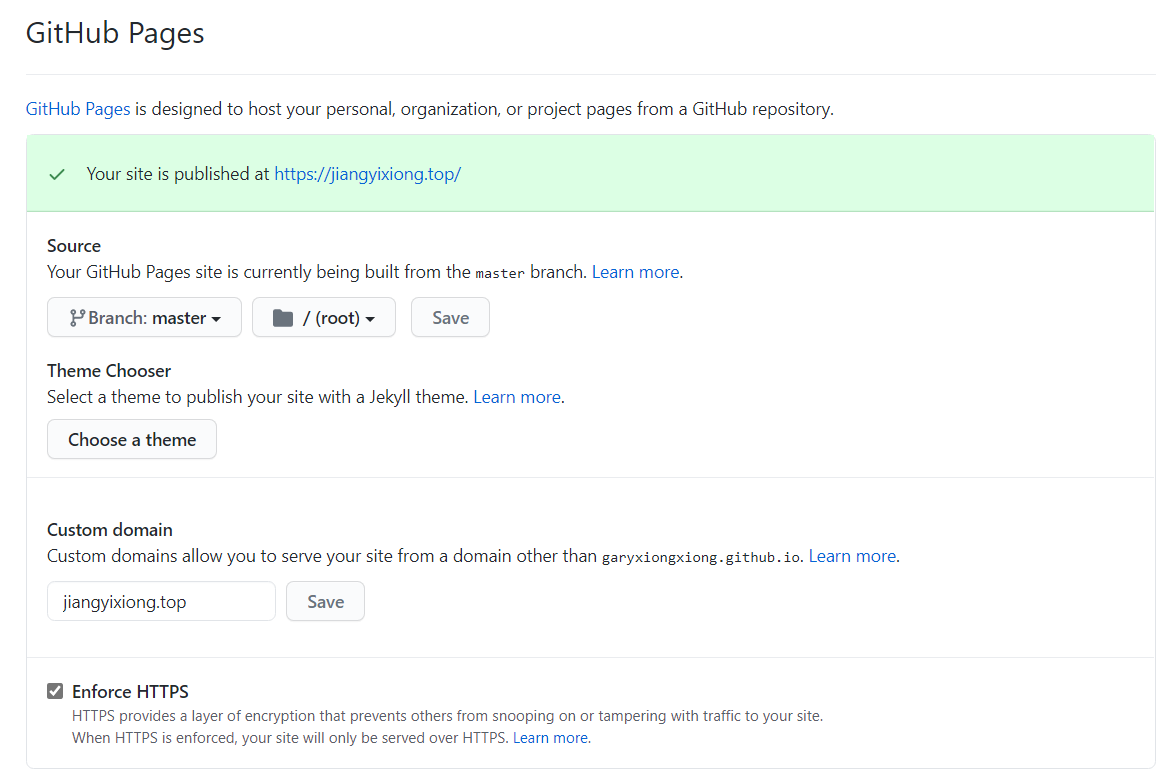 GitHub Pages
GitHub Pages is designed to host your personal, organization, or project pages from a GitHub repository.
Your site is published at https://jiangyixiong.top/
Source
Your GitHub Pages site is currently being built from the master branch. Learn more.
Branch: master / (root) Save
Theme Chooser
Select a theme to publish your site with a Jekyll theme. Learn more.
Choose a theme
Custom domain
Custom domains allow you to serve your site from a domain other than garyxiongxiong.github.io. Learn more.
jiangyixiong.top Save
Enforce HTTPS
HTTPS provides a layer of encryption that prevents others from snooping on or tampering with traffic to your site.
When HTTPS is enforced, your site will only be served over HTTPS. Learn more.